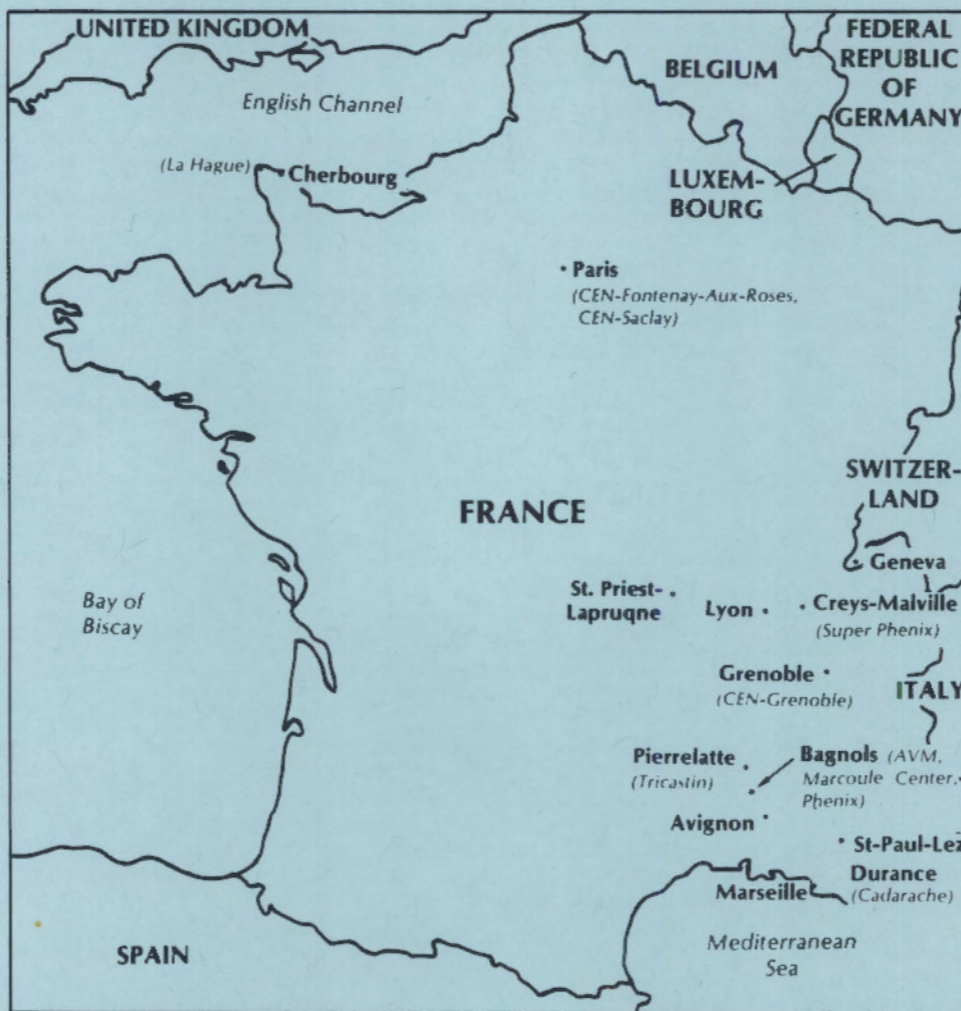 UNITED KINGDOM
FEDERAL
REPUBLIC
OF
GERMANY
BELGIUM
English Channel
(La Hague)
Cherbourg
LUXEM-
BOURG
Paris
(CEN-Fontenay-Aux-Roses,
CEN-Saclay)
SWITZER-
LAND
FRANCE
Geneva
St. Priest-
Laprugne
Lyon
Creys-Malville
(Super Phenix)
Bay of
Biscay
Grenoble
(CEN-Grenoble)
ITALY
Pierrelatte
(Tricastin)
Bagnols (AVM,
Marcoule Center,
Phenix)
Avignon
St-Paul-Lez
Durance
(Cadarache)
Marseille
Mediterranean
Sea
SPAIN